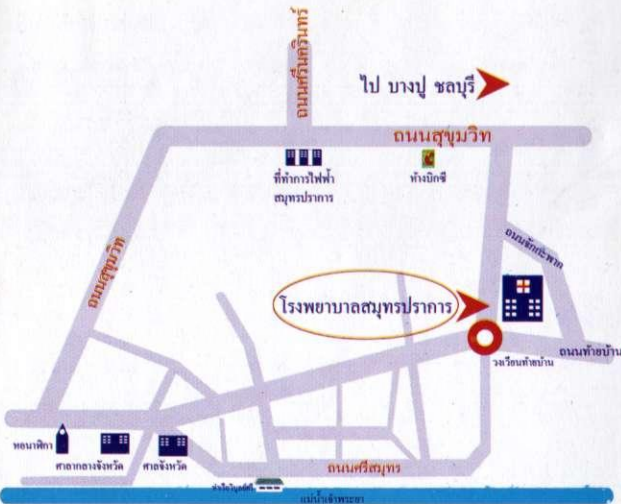 ถนนศรีนครินทร์
ไป บางปู ชลบุรี
ถนนสุขุมวิท
ที่ทำการไฟฟ้า
สมุทรปราการ
ห้างบิ๊กซี
ถนนจักกะพาก
ถนนสุขุมวิท
โรงพยาบาลสมุทรปราการ
ถนนท้ายบ้าน
วงเวียนท้ายบ้าน
หอนาฬิกา
ศาลากลางจังหวัด
ศาลจังหวัด
ถนนศรีสมุทร
แม่น้ำเจ้าพระยา